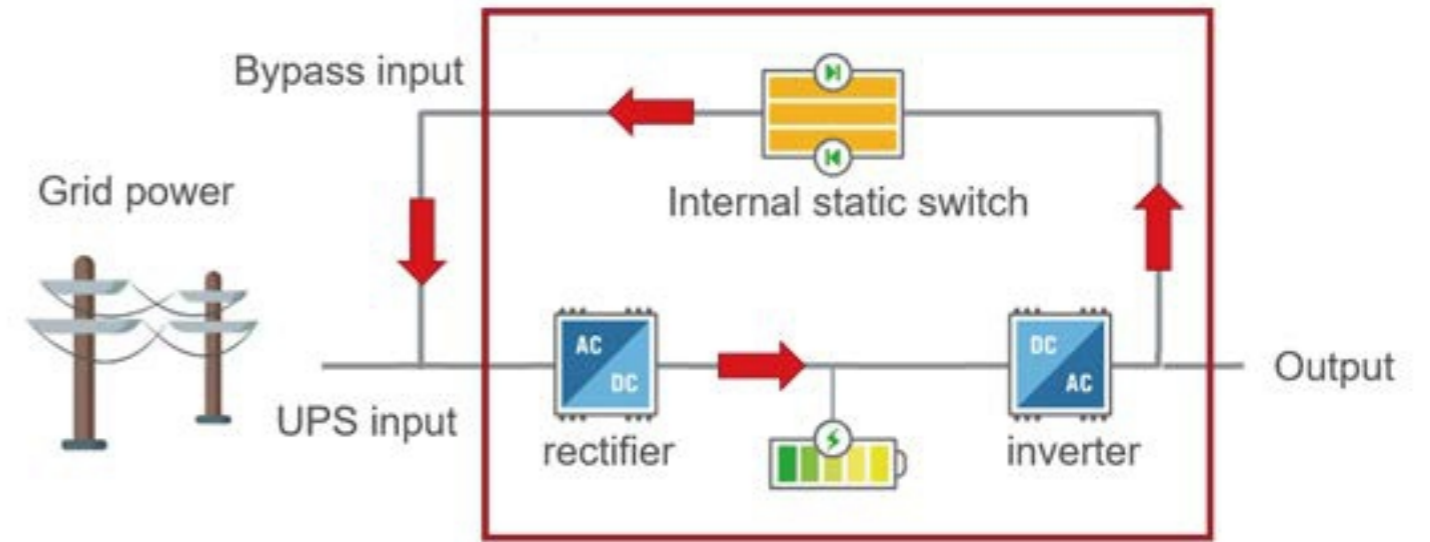 Bypass input
Grid power
Internal static switch
AC
DC
DC
AC
Output
UPS input
rectifier
inverter